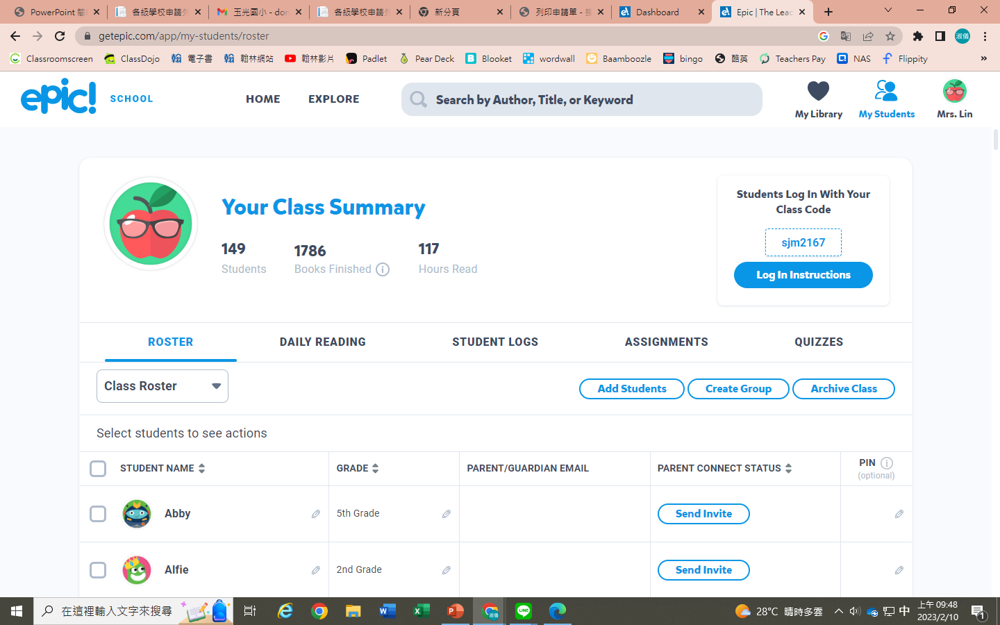 PowerPoint 簡
各級學校申請外
玉光國小 - don
各級學校申請外
新分頁
列印申請單 - 揚
Dashboard
Epic | The Lead
getepic.com/app/my-students/roster
淑儀
Classroomscreen
ClassDojo
電子書
翰林網站
翰林影片
Padlet
Pear Deck
Blooket
wordwall
Baamboozle
bingo
酷英
Teachers Pay
NAS
Flippity
epic!
SCHOOL
HOME
EXPLORE
Search by Author, Title, or Keyword
My Library
My Students
Mrs. Lin
Your Class Summary
149
Students
1786
Books Finished
117
Hours Read
Students Log In With Your
Class Code
sjm2167
Log In Instructions
ROSTER
DAILY READING
STUDENT LOGS
ASSIGNMENTS
QUIZZES
Class Roster
Add Students
Create Group
Archive Class
Select students to see actions
STUDENT NAME
GRADE
PARENT/GUARDIAN EMAIL
PARENT CONNECT STATUS
PIN
(optional)
Abby
5th Grade
Send Invite
Alfie
2nd Grade
Send Invite
在這裡輸入文字來搜尋
28°C 晴時多雲
中
上午 09:48
2023/2/10
1